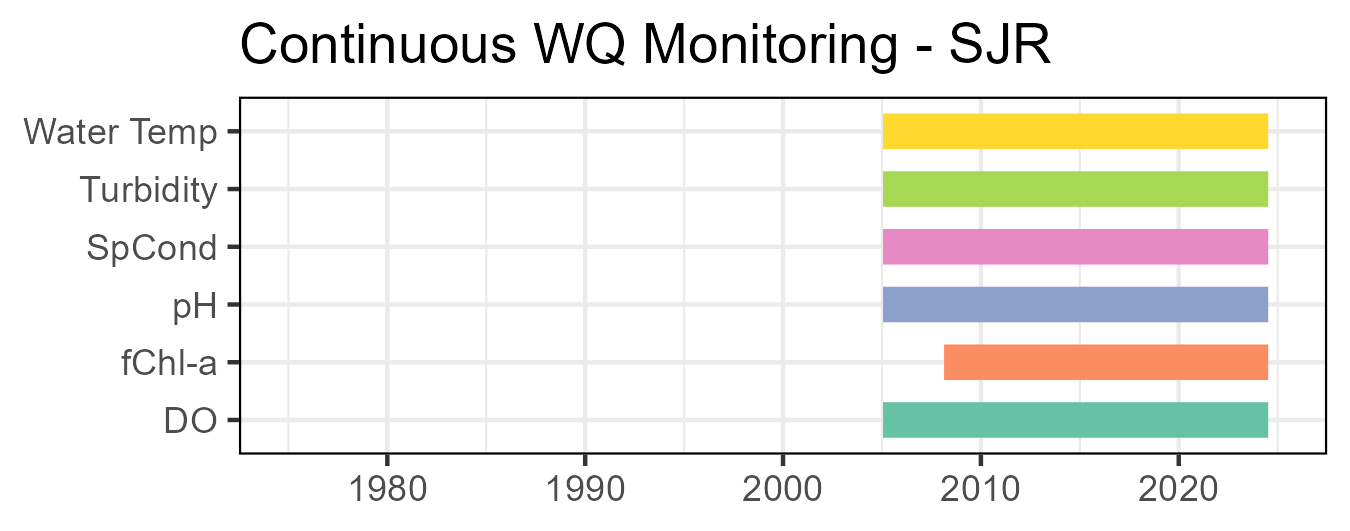 Continuous WQ Monitoring - SJR
Water Temp
Turbidity
SpCond
pH
fChl-a
DO
1980 1990 2000 2010 2020